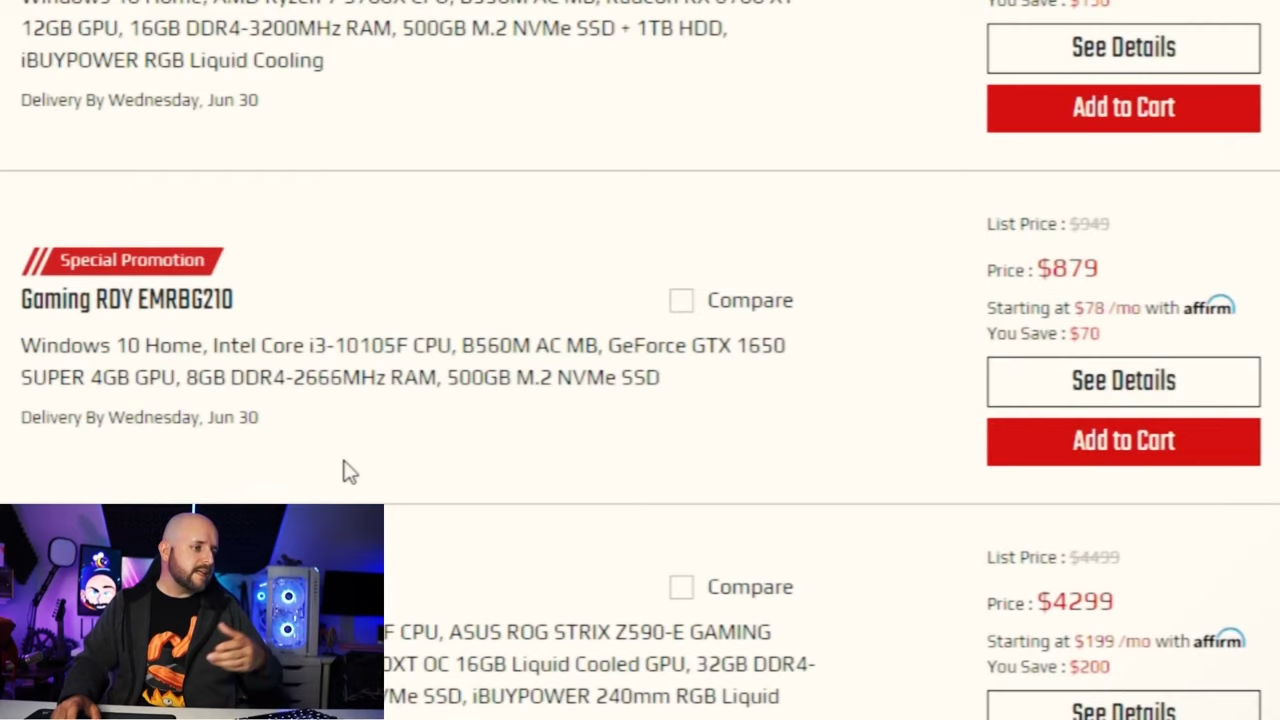 12GB GPU, 16GB DDR4-3200MHz RAM, 500GB M.2 NVMe SSD + 1TB HDD,
iBUYPOWER RGB Liquid Cooling
Delivery By Wednesday, Jun 30
You Save : $150
See Details
Add to Cart
Special Promotion
Gaming RDY EMRBG210
Compare
Windows 10 Home, Intel Core i3-10105F CPU, B560M AC MB, GeForce GTX 1650
SUPER 4GB GPU, 8GB DDR4-2666MHz RAM, 500GB M.2 NVMe SSD
Delivery By Wednesday, Jun 30
List Price : $949
Price : $879
Starting at $78 /mo with affirm
You Save : $70
See Details
Add to Cart
Compare
F CPU, ASUS ROG STRIX Z590-E GAMING
XT OC 16GB Liquid Cooled GPU, 32GB DDR4-
Me SSD, iBUYPOWER 240mm RGB Liquid
List Price : $4499
Price : $4299
Starting at $199 /mo with affirm
You Save : $200
See Details